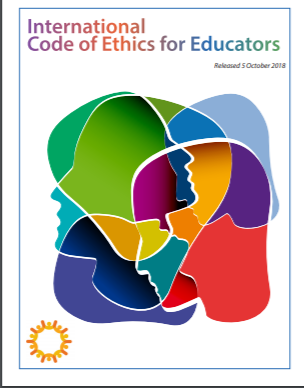 International
Code of Ethics for Educators
Released 5 October 2018